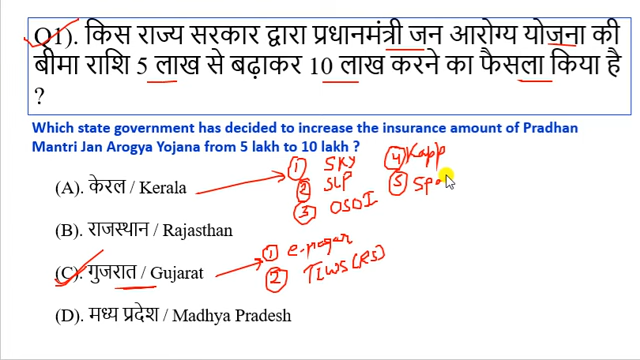 Q1). किस राज्य सरकार द्वारा प्रधानमंत्री जन आरोग्य योजना की
बीमा राशि 5 लाख से बढ़ाकर 10 लाख करने का फैसला किया है
?
Which state government has decided to increase the insurance amount of Pradhan
Mantri Jan Arogya Yojana from 5 lakh to 10 lakh ?
(A). केरल / Kerala
① SKY
② SLP
③ OSOI
④ Kapp
⑤ Spa
(B). राजस्थान / Rajasthan
(C). गुजरात / Gujarat
① e-nagar
② TLWS (RS)
(D). मध्य प्रदेश / Madhya Pradesh